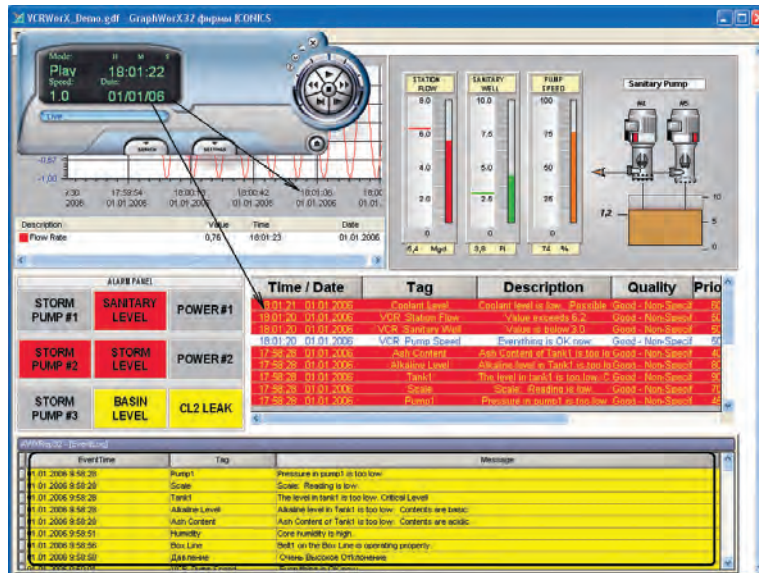 VCRWorX_Demo.gdf - GraphWorX32 фирмы ICONICS
Mode: H M S
Play 18:01:22
Speed: Date:
1.0 01/01/06
Live
-0,67
-1,00
17:59:54 18:00:42 18:01:06
2006 01.01.2006 01.01.2006 01.01.2006
Description Value Time Date
Flow Rate 0,76 18:01:23 01.01.2006
STATION FLOW
8.0
6.0
4.0
2.0
0
Mgd
SANITARY WELL
10.0
7.5
5.0
2.5
0
PUMP SPEED
100
75
50
25
0
74 %
Sanitary Pump
#4 #5
10
1,2
5
0
ALARM PANEL
STORM PUMP #1
SANITARY LEVEL
POWER #1
STORM PUMP #2
STORM LEVEL
POWER #2
STORM PUMP #3
BASIN LEVEL
CL2 LEAK
Time / Date Tag Description Quality Prio
18:01:21 01.01.2006 Coolant Level Coolant level is low. Possible Good - Non-Specif
18:01:20 01.01.2006 VCR Station Flow Value exceeds 6.2 Good - Non-Specif
18:01:20 01.01.2006 VCR Sanitary Well Value is below 3.0 Good - Non-Specif
18:01:20 01.01.2006 VCR Pump Speed Everything is OK now. Good - Non-Specif
17:58:28 01.01.2006 Ash Content Ash Content of Tank1 is too lo Good - Non-Specif
17:58:28 01.01.2006 Alkaline Level Alkaline level in Tank1 is too l Good - Non-Specif
17:58:28 01.01.2006 Tank1 The level in tank1 is too low. C Good - Non-Specif
17:58:28 01.01.2006 Scale Scale: Reading is low. Good - Non-Specif
17:58:28 01.01.2006 Pump1 Pressure in pump1 is too low Good - Non-Specif
EventTime Tag Message
01.01.2006 9:58:28 Pump1 Pressure in pump1 is too low
01.01.2006 9:58:28 Scale Scale: Reading is low.
01.01.2006 9:58:28 Tank1 The level in tank1 is too low. Critical Level!
01.01.2006 9:58:28 Alkaline Level Alkaline level in Tank1 is too low: Contents are basic.
01.01.2006 9:58:28 Ash Content Ash Content of Tank1 is too low: Contents are acidic.
01.01.2006 9:58:51 Humidity Core humidity is high.
01.01.2006 9:58:56 Box Line Belt1 on the Box Line is operating properly.
01.01.2006 9:58:50 Давление Очень Высокое Отклонение